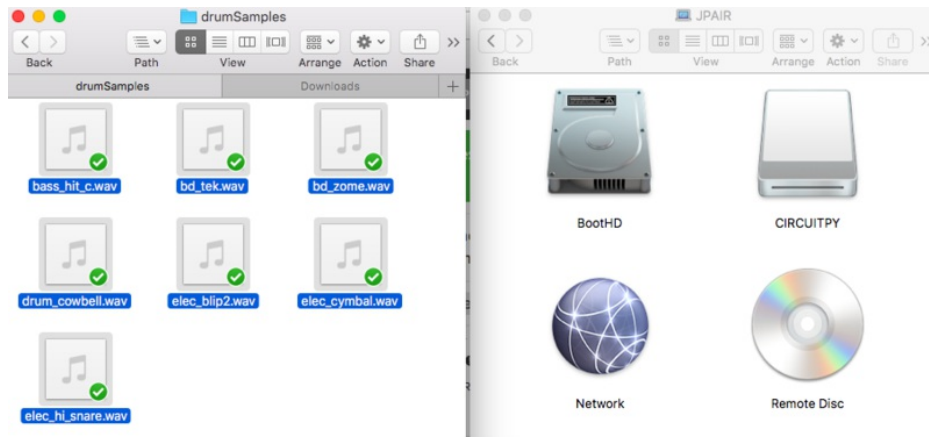 drumSamples
Back Path View Arrange Action Share
drumSamples Downloads +
bass_hit_c.wav bd_tek.wav bd_zome.wav
drum_cowbell.wav elec_blip2.wav elec_cymbal.wav
elec_hi_snare.wav
JPAIR
Back Path View Arrange Action Share
BootHD CIRCUITPY
Network Remote Disc